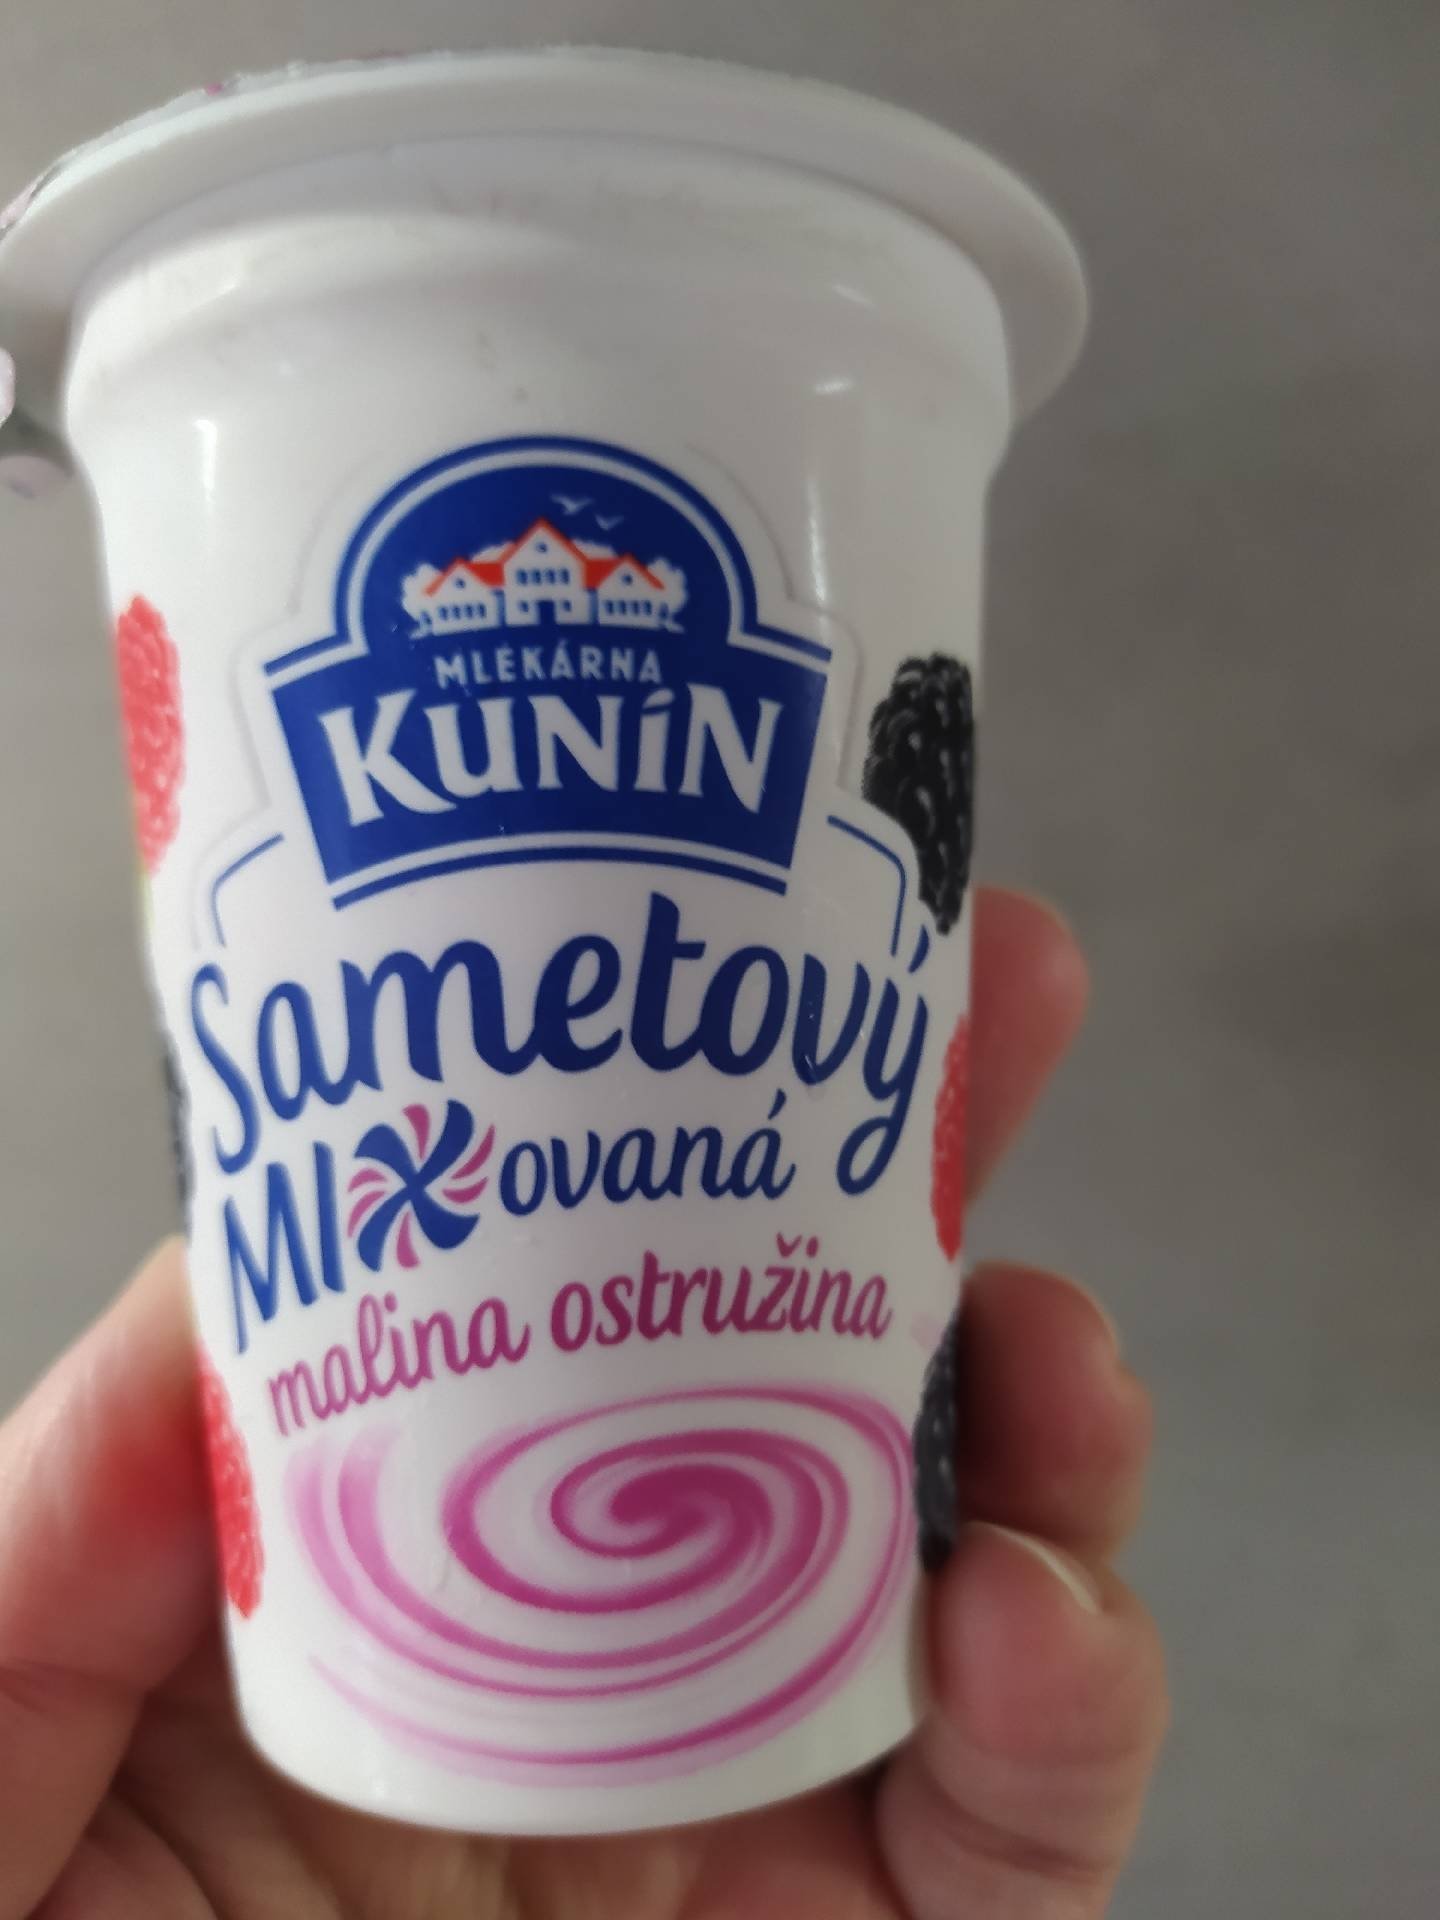 MLÉKÁRNA
KUNÍN
Sametový
MIXovaná
malina ostružina